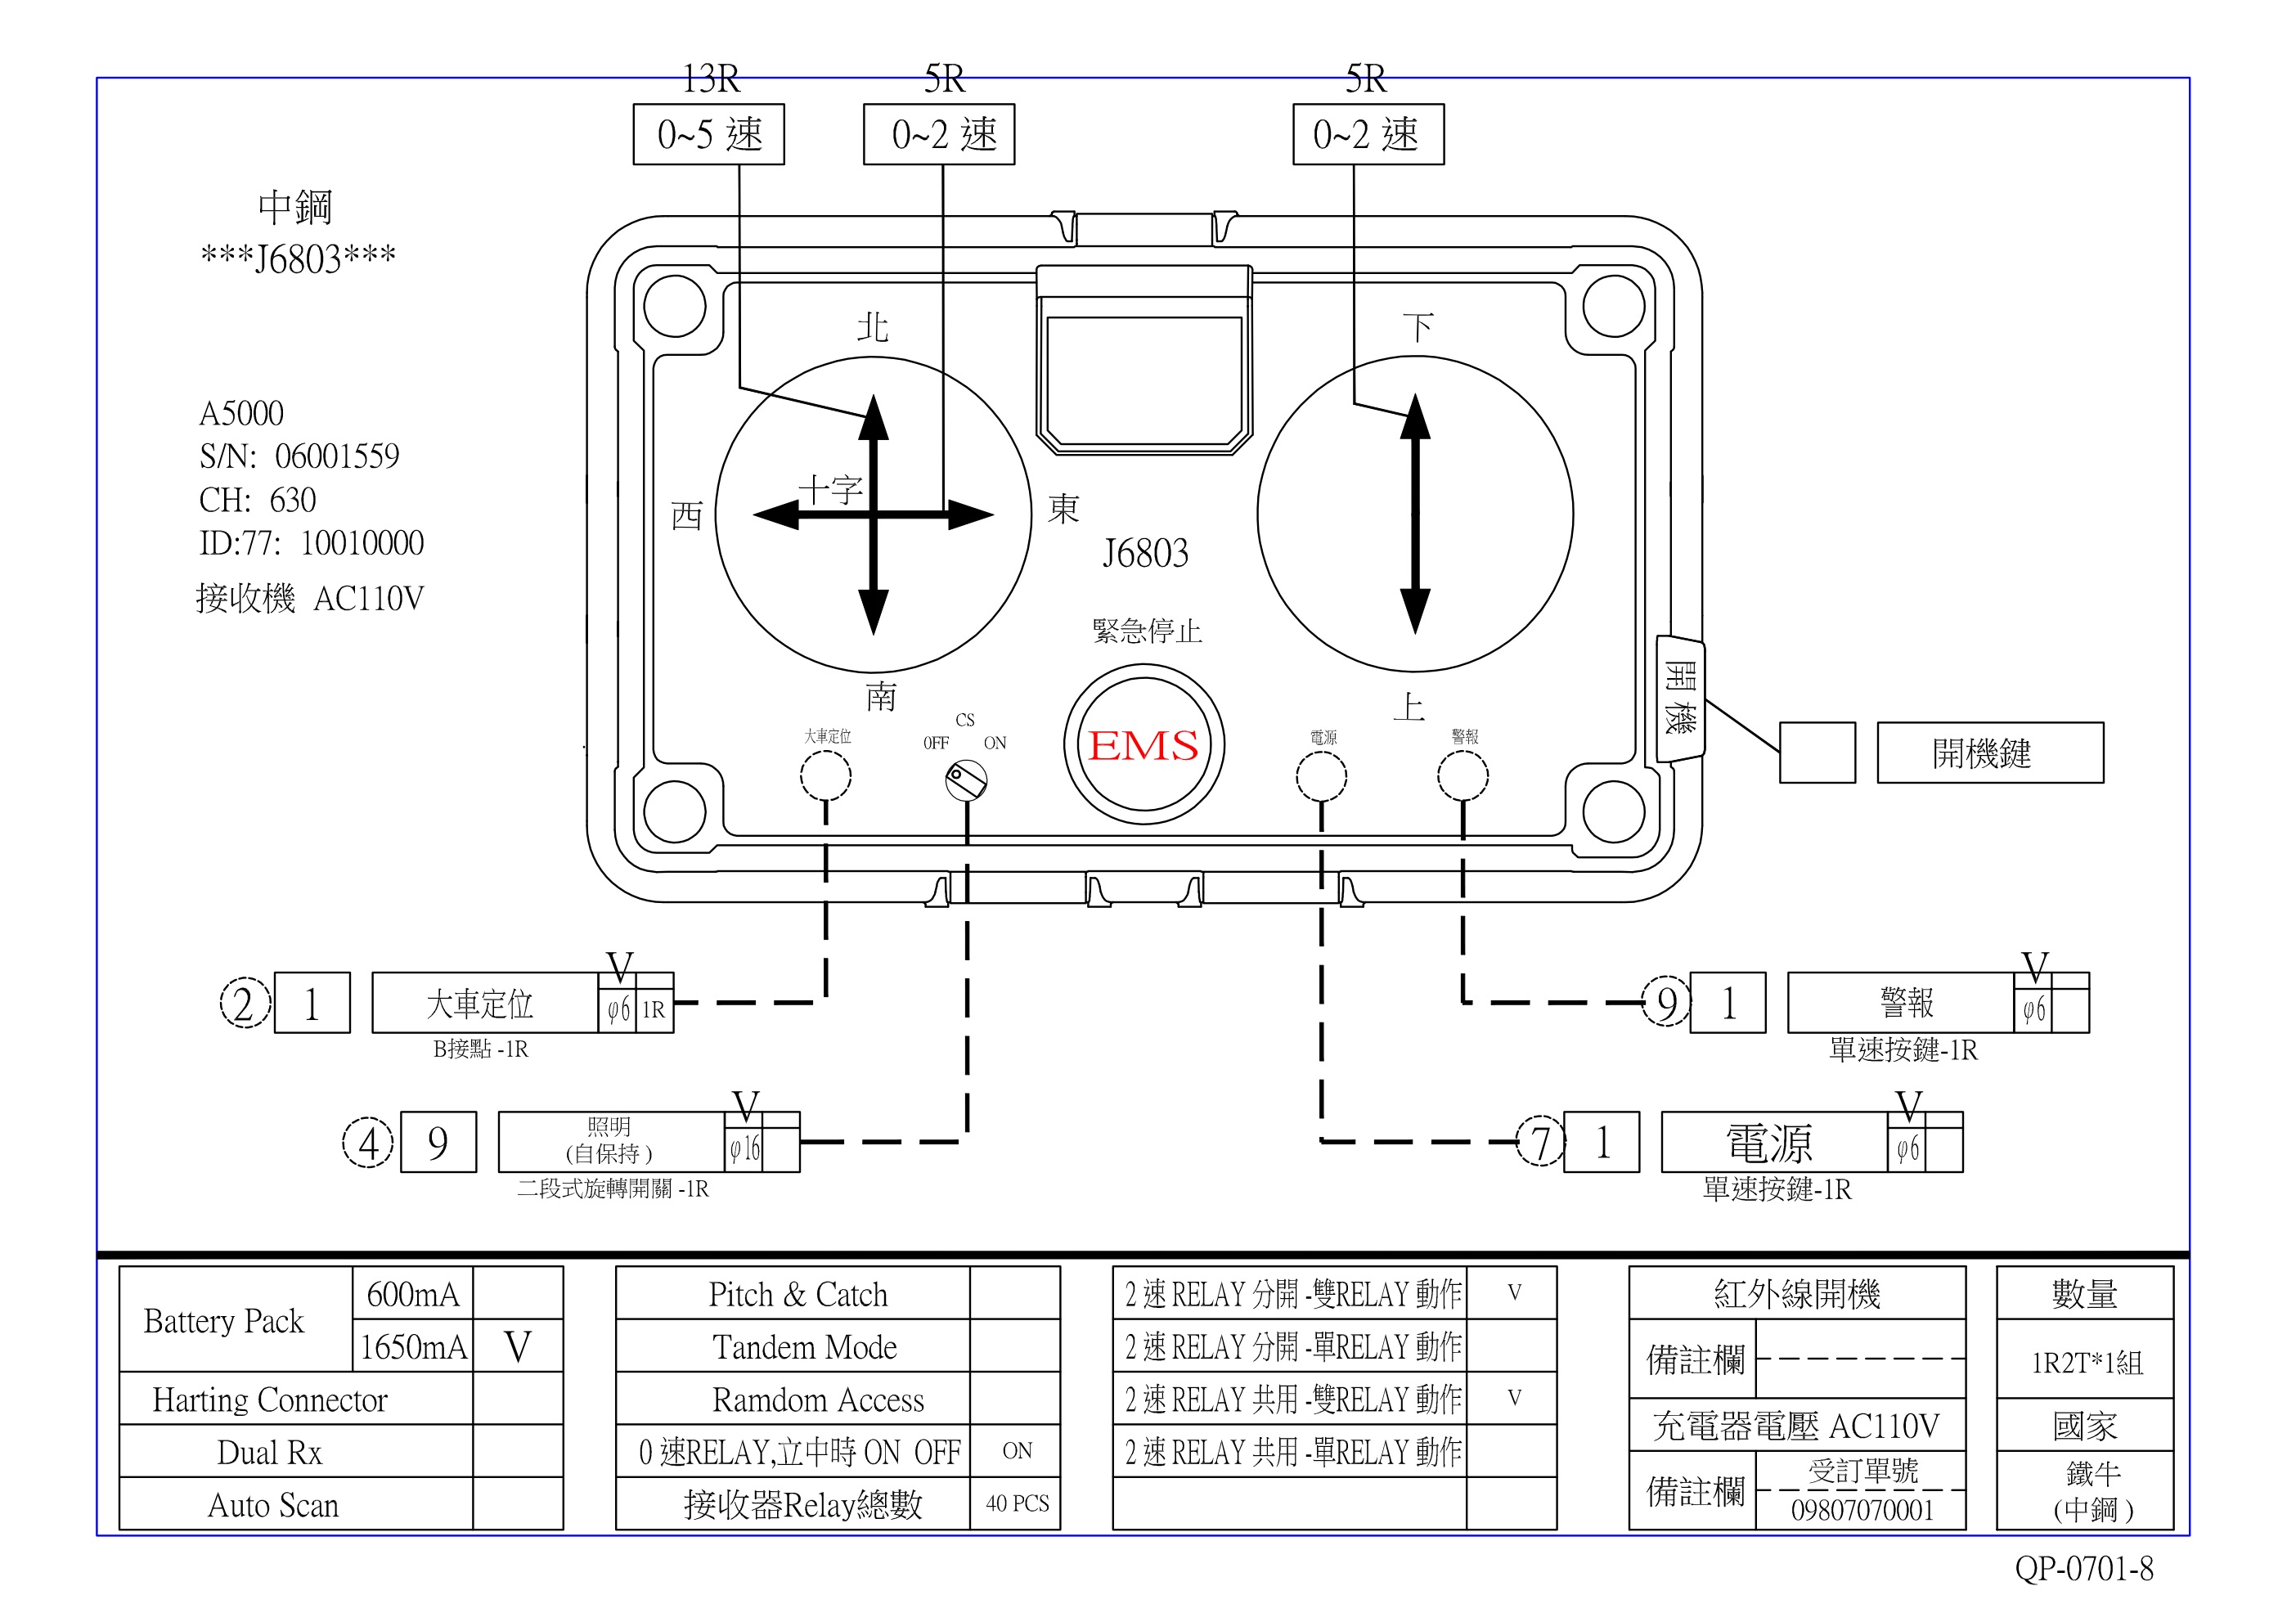 13R
5R
5R
0~5 速
0~2 速
0~2 速
中鋼
***J6803***
A5000
S/N: 06001559
CH: 630
ID:77: 10010000
接收機 AC110V
北
下
十字
西
東
J6803
緊急停止
南
上
開機
CS
OFF
ON
大車定位
EMS
電源
警報
開機鍵
V
2
1
大車定位
φ6
1R
B接點 -1R
V
9
1
警報
φ6
單速按鍵-1R
V
4
9
照明
(自保持)
φ16
二段式旋轉開關 -1R
V
7
1
電源
φ6
單速按鍵-1R
Battery Pack
600mA
1650mA
V
Harting Connector
Dual Rx
Auto Scan
Pitch & Catch
Tandem Mode
Ramdom Access
0 速RELAY,立中時 ON OFF
ON
接收器Relay總數
40 PCS
2 速 RELAY 分開 -雙RELAY 動作
V
2 速 RELAY 分開 -單RELAY 動作
2 速 RELAY 共用 -雙RELAY 動作
V
2 速 RELAY 共用 -單RELAY 動作
紅外線開機
備註欄
充電器電壓 AC110V
備註欄
受訂單號
09807070001
數量
1R2T*1組
國家
鐵牛
(中鋼)
QP-0701-8